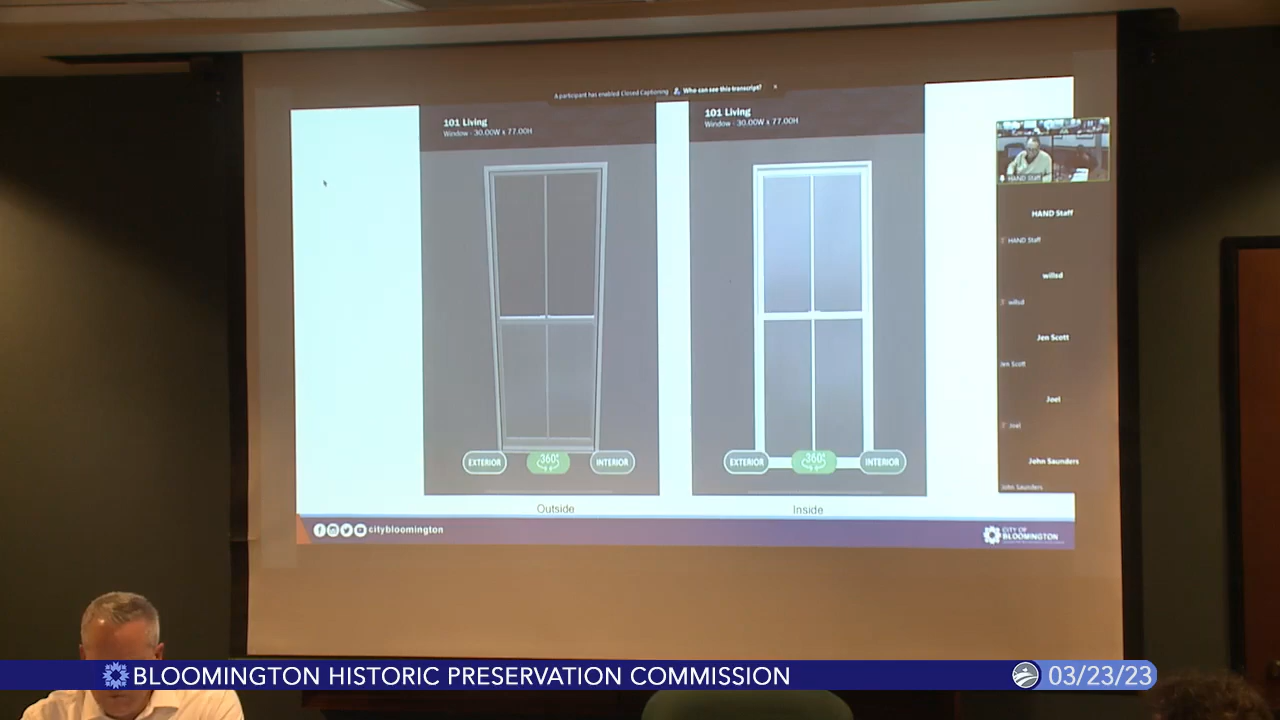 A participant has enabled Closed Captioning Who can see this transcript? ×
101 Living
Window - 30.00W x 77.00H
101 Living
Window - 30.00W x 77.00H
EXTERIOR
360°
INTERIOR
EXTERIOR
360°
INTERIOR
Outside
Inside
HAND Staff
HAND Staff
HAND Staff
willsd
willsd
Jen Scott
Jen Scott
Joel
Joel
John Saunders
John Saunders
citybloomington
CITY OF
BLOOMINGTON
BLOOMINGTON HISTORIC PRESERVATION COMMISSION
03/23/23